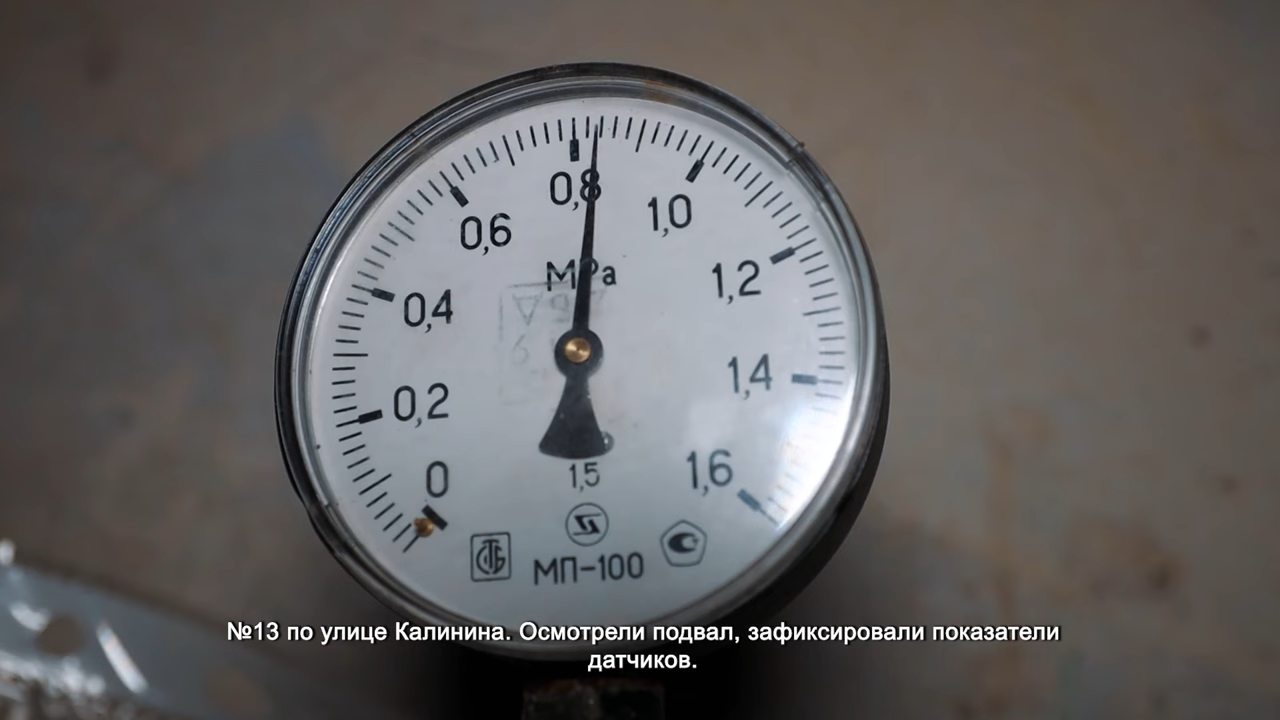 0,8
0,6
1,0
MPa
1,2
0,4
1,4
0,2
0
1,6
1,5
СТБ
МП-100
№13 по улице Калинина. Осмотрели подвал, зафиксировали показатели
датчиков.